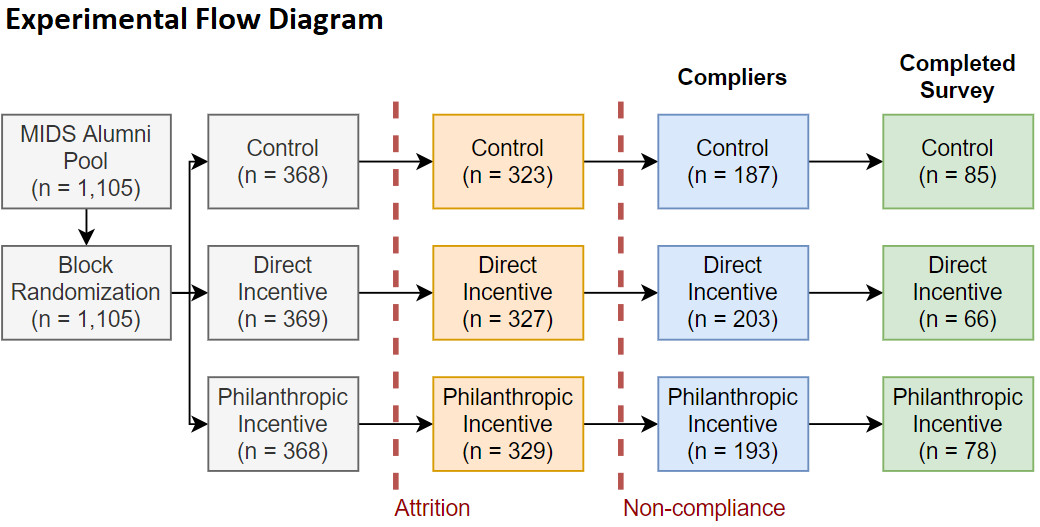 Experimental Flow Diagram
Compliers
Completed
Survey
MIDS Alumni
Pool
(n = 1,105)
Control
(n = 368)
Control
(n = 323)
Control
(n = 187)
Control
(n = 85)
Block
Randomization
(n = 1,105)
Direct
Incentive
(n = 369)
Direct
Incentive
(n = 327)
Direct
Incentive
(n = 203)
Direct
Incentive
(n = 66)
Philanthropic
Incentive
(n = 368)
Philanthropic
Incentive
(n = 329)
Philanthropic
Incentive
(n = 193)
Philanthropic
Incentive
(n = 78)
Attrition
Non-compliance